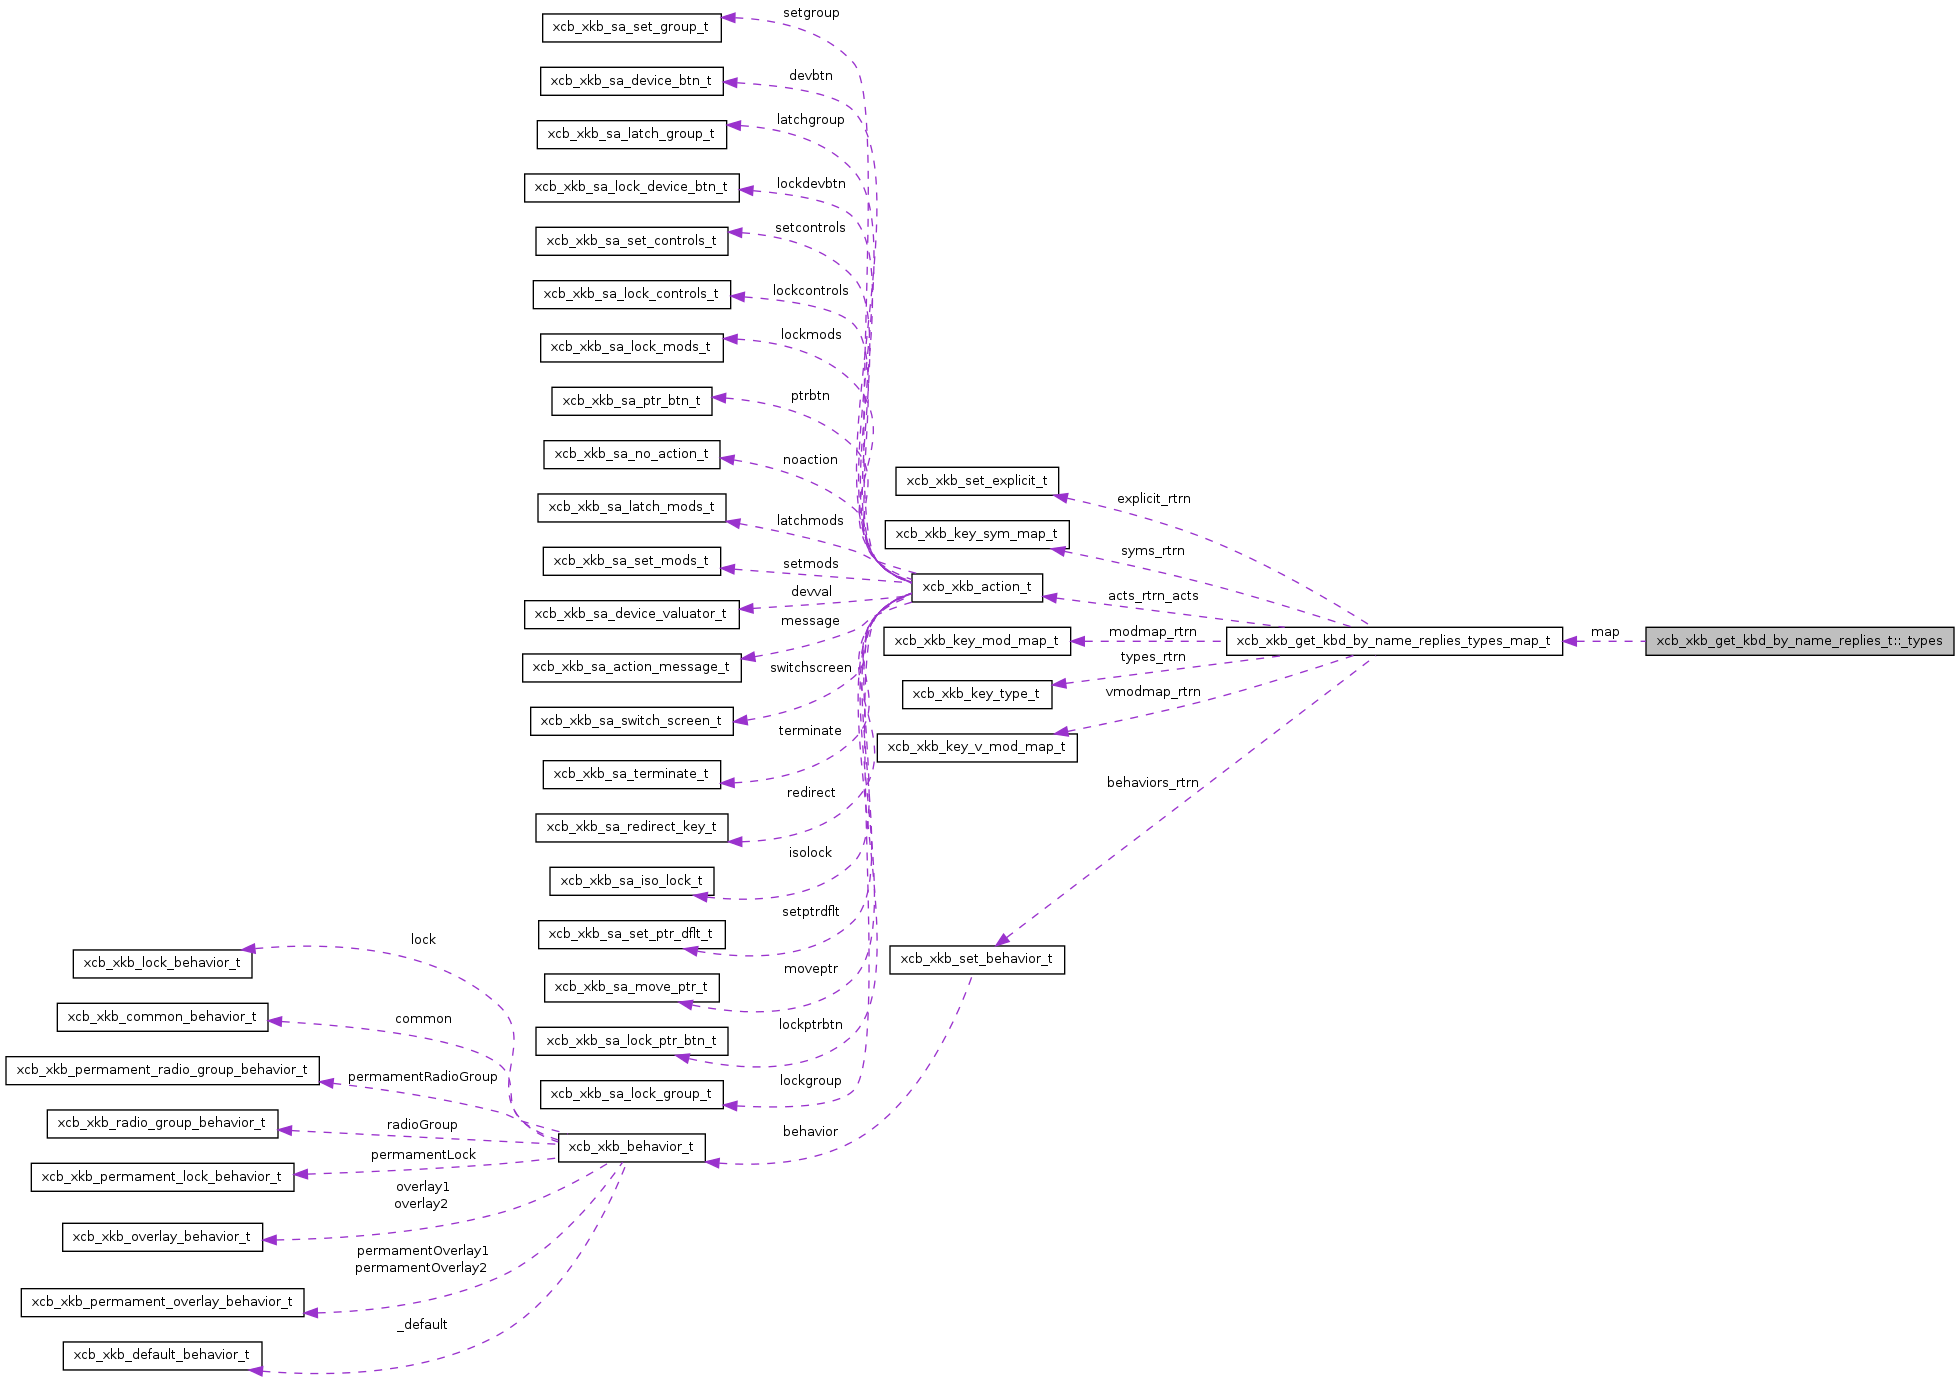 setgroup
xcb_xkb_sa_set_group_t
devbtn
xcb_xkb_sa_device_btn_t
latchgroup
xcb_xkb_sa_latch_group_t
lockdevbtn
xcb_xkb_sa_lock_device_btn_t
setcontrols
xcb_xkb_sa_set_controls_t
lockcontrols
xcb_xkb_sa_lock_controls_t
lockmods
xcb_xkb_sa_lock_mods_t
ptrbtn
xcb_xkb_sa_ptr_btn_t
noaction
xcb_xkb_sa_no_action_t
latchmods
xcb_xkb_sa_latch_mods_t
setmods
xcb_xkb_sa_set_mods_t
devval
xcb_xkb_sa_device_valuator_t
message
xcb_xkb_sa_action_message_t
switchscreen
xcb_xkb_sa_switch_screen_t
terminate
xcb_xkb_sa_terminate_t
redirect
xcb_xkb_sa_redirect_key_t
isolock
xcb_xkb_sa_iso_lock_t
setptrdflt
xcb_xkb_sa_set_ptr_dflt_t
moveptr
xcb_xkb_sa_move_ptr_t
lockptrbtn
xcb_xkb_sa_lock_ptr_btn_t
lockgroup
xcb_xkb_sa_lock_group_t
xcb_xkb_set_explicit_t
explicit_rtrn
xcb_xkb_key_sym_map_t
syms_rtrn
xcb_xkb_action_t
acts_rtrn_acts
xcb_xkb_key_mod_map_t
modmap_rtrn
xcb_xkb_get_kbd_by_name_replies_types_map_t
map
xcb_xkb_get_kbd_by_name_replies_t::_types
types_rtrn
xcb_xkb_key_type_t
vmodmap_rtrn
xcb_xkb_key_v_mod_map_t
behaviors_rtrn
xcb_xkb_set_behavior_t
behavior
xcb_xkb_behavior_t
lock
xcb_xkb_lock_behavior_t
common
xcb_xkb_common_behavior_t
permamentRadioGroup
xcb_xkb_permament_radio_group_behavior_t
radioGroup
xcb_xkb_radio_group_behavior_t
permamentLock
xcb_xkb_permament_lock_behavior_t
overlay1
overlay2
xcb_xkb_overlay_behavior_t
permamentOverlay1
permamentOverlay2
xcb_xkb_permament_overlay_behavior_t
_default
xcb_xkb_default_behavior_t